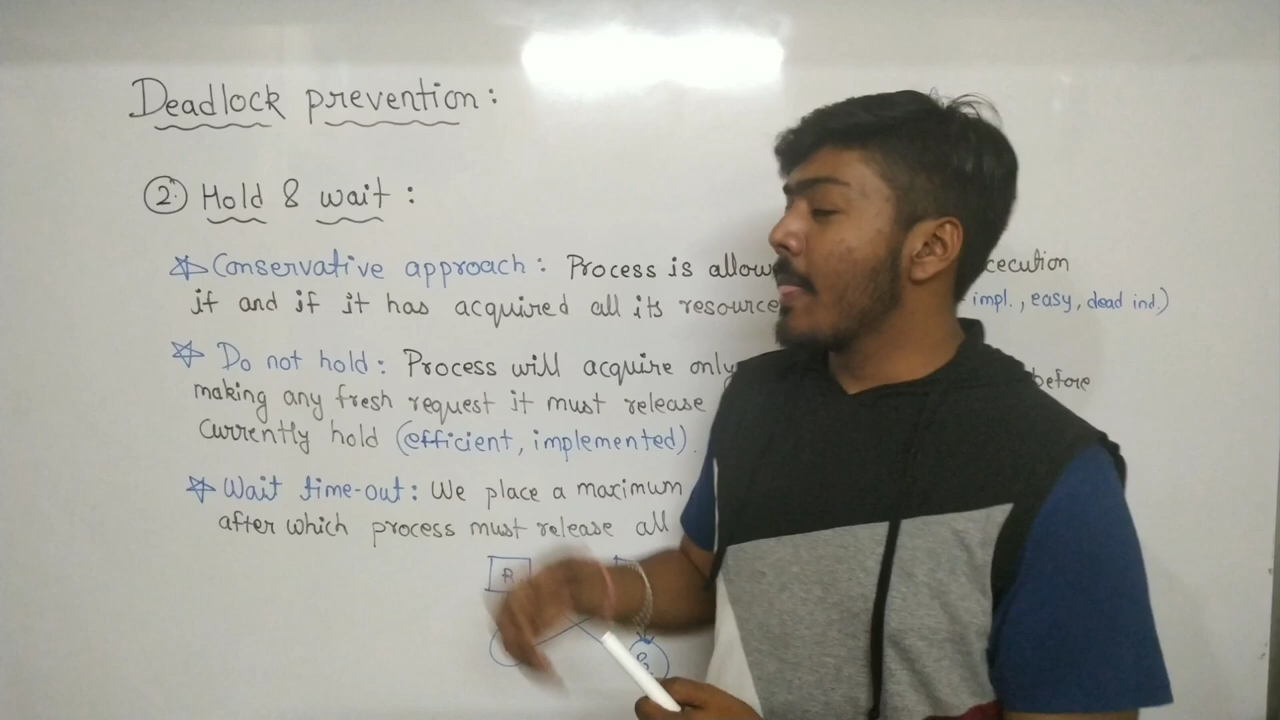 Deadlock prevention:
2. Hold & wait:
Conservative approach: Process is allow
if and if it has acquired all its resource impl., easy, dead ind.)
Do not hold: Process will acquire only before
making any fresh request it must release
currently hold (efficient, implemented).
Wait time-out: We place a maximum
after which process must release all